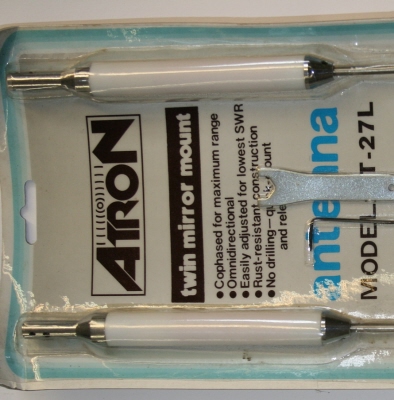 ATRON
twin mirror mount
• Cophased for maximum range
• Omnidirectional
• Easily adjusted for lowest SWR
• Rust-resistant construction
• No drilling—
and
antenna
MODEL
T-27L